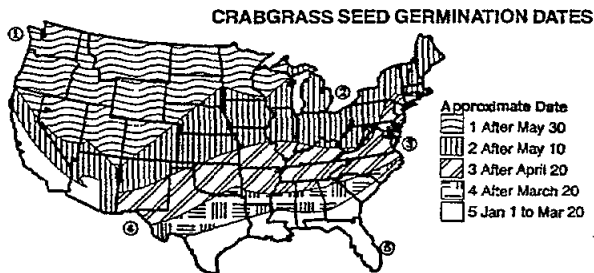 CRABGRASS SEED GERMINATION DATES
①
②
③
④
⑤
Approximate Date
1 After May 30
2 After May 10
3 After April 20
4 After March 20
5 Jan 1 to Mar 20